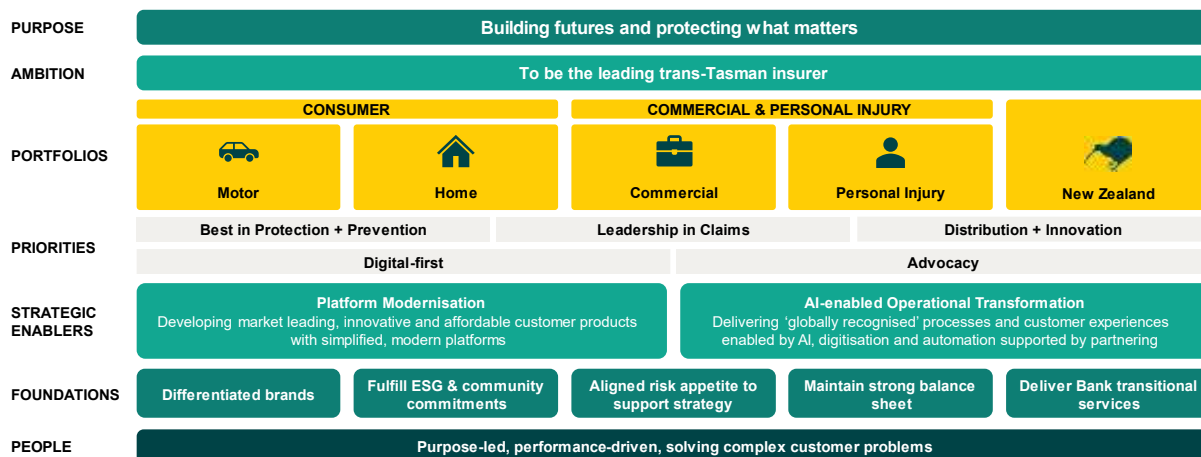 PURPOSE
Building futures and protecting what matters
AMBITION
To be the leading trans-Tasman insurer
CONSUMER
COMMERCIAL & PERSONAL INJURY
PORTFOLIOS
Motor
Home
Commercial
Personal Injury
New Zealand
PRIORITIES
Best in Protection + Prevention
Leadership in Claims
Distribution + Innovation
Digital-first
Advocacy
STRATEGIC
ENABLERS
Platform Modernisation
Developing market leading, innovative and affordable customer products
with simplified, modern platforms
AI-enabled Operational Transformation
Delivering ‘globally recognised’ processes and customer experiences
enabled by AI, digitisation and automation supported by partnering
FOUNDATIONS
Differentiated brands
Fulfill ESG & community
commitments
Aligned risk appetite to
support strategy
Maintain strong balance
sheet
Deliver Bank transitional
services
PEOPLE
Purpose-led, performance-driven, solving complex customer problems